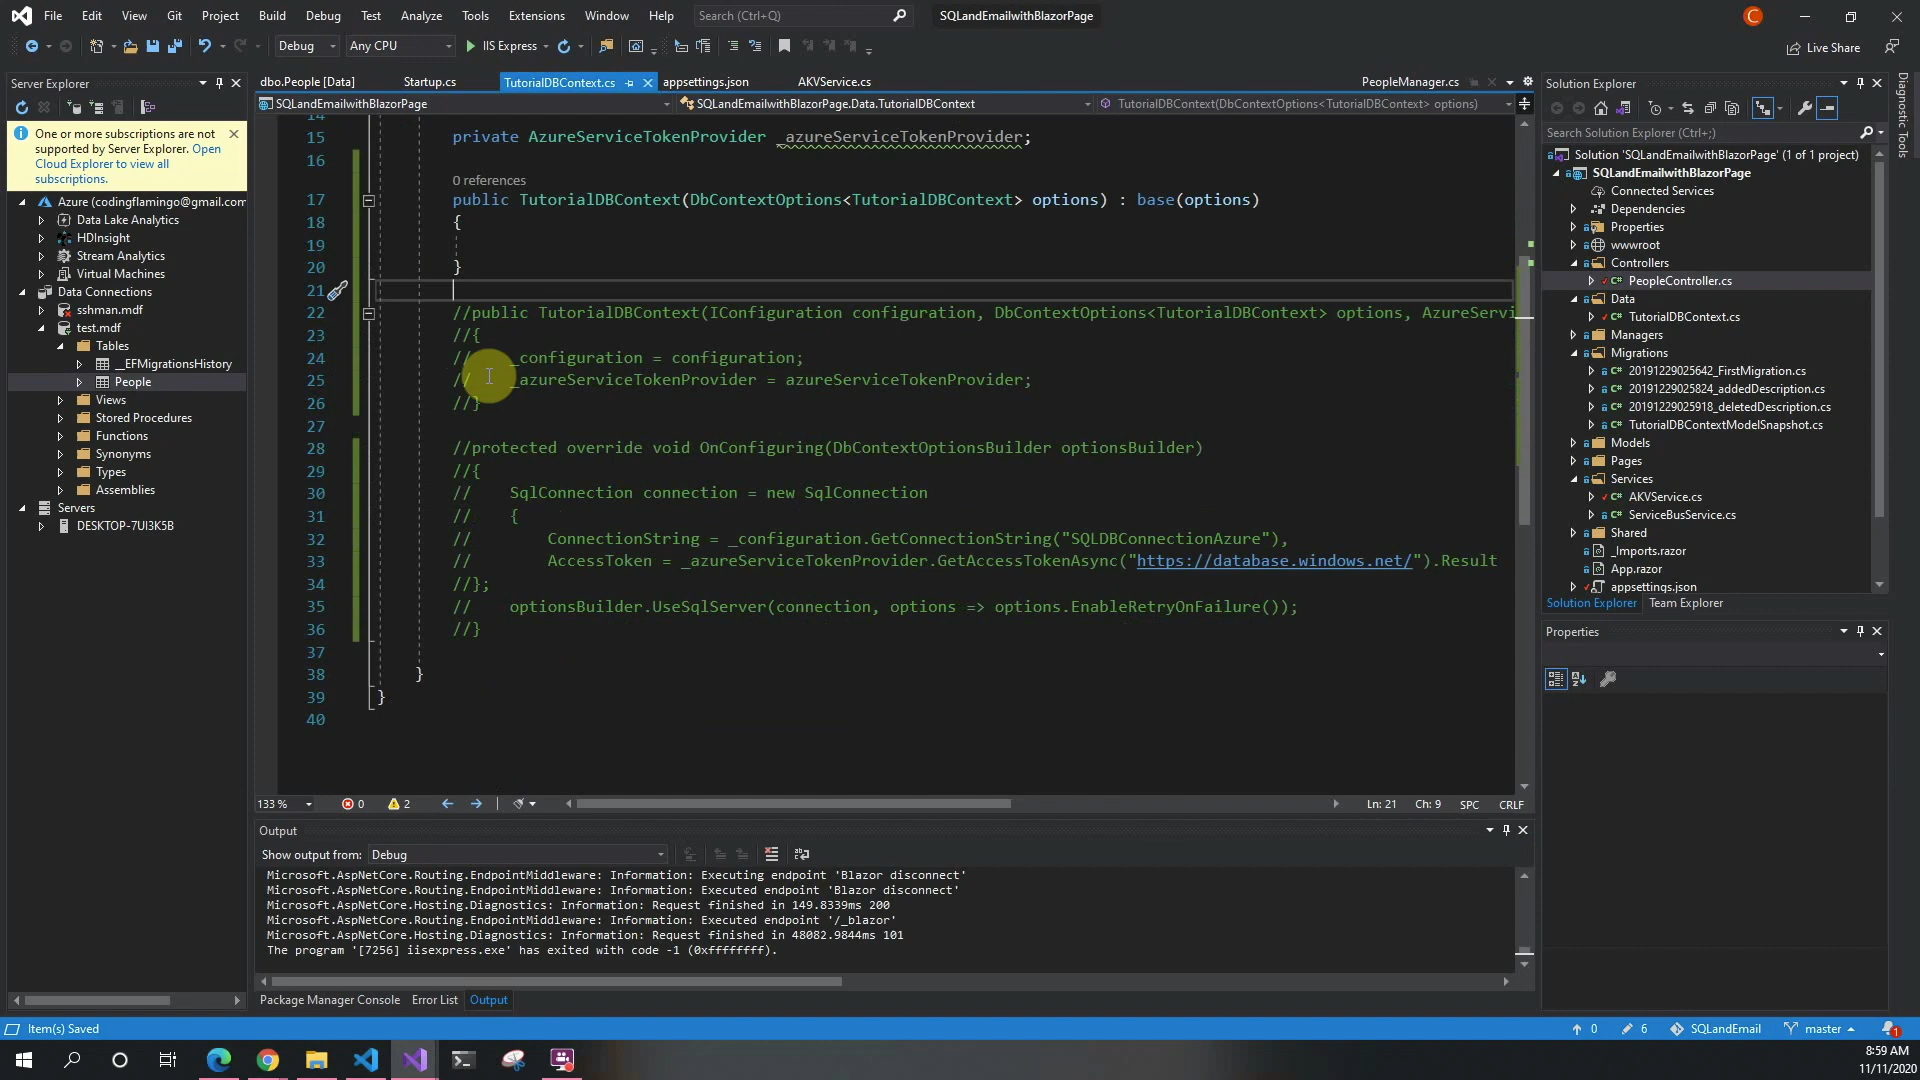 File Edit View Git Project Build Debug Test Analyze Tools Extensions Window Help Search (Ctrl+Q) SQLandEmailwithBlazorPage C
Debug Any CPU IIS Express Live Share
Server Explorer
One or more subscriptions are not
supported by Server Explorer. Open
Cloud Explorer to view all
subscriptions.
Azure (codingflamingo@gmail.com
Data Lake Analytics
HDInsight
Stream Analytics
Virtual Machines
Data Connections
sshman.mdf
test.mdf
Tables
__EFMigrationsHistory
People
Views
Stored Procedures
Functions
Synonyms
Types
Assemblies
Servers
DESKTOP-7UI3K5B
dbo.People [Data] Startup.cs TutorialDBContext.cs appsettings.json AKVService.cs PeopleManager.cs
SQLandEmailwithBlazorPage SQLandEmailwithBlazorPage.Data.TutorialDBContext TutorialDBContext(DbContextOptions<TutorialDBContext> options)
14
15 private AzureServiceTokenProvider _azureServiceTokenProvider;
16
0 references
17 public TutorialDBContext(DbContextOptions<TutorialDBContext> options) : base(options)
18 {
19
20 }
21
22 //public TutorialDBContext(IConfiguration configuration, DbContextOptions<TutorialDBContext> options, AzureServi
23 //{
24 // _configuration = configuration;
25 // _azureServiceTokenProvider = azureServiceTokenProvider;
26 //}
27
28 //protected override void OnConfiguring(DbContextOptionsBuilder optionsBuilder)
29 //{
30 // SqlConnection connection = new SqlConnection
31 // {
32 // ConnectionString = _configuration.GetConnectionString("SQLDBConnectionAzure"),
33 // AccessToken = _azureServiceTokenProvider.GetAccessTokenAsync("https://database.windows.net/").Result
34 //};
35 // optionsBuilder.UseSqlServer(connection, options => options.EnableRetryOnFailure());
36 //}
37
38 }
39 }
40
133 % 0 2 Ln: 21 Ch: 9 SPC CRLF
Output
Show output from: Debug
Microsoft.AspNetCore.Routing.EndpointMiddleware: Information: Executing endpoint 'Blazor disconnect'
Microsoft.AspNetCore.Routing.EndpointMiddleware: Information: Executed endpoint 'Blazor disconnect'
Microsoft.AspNetCore.Hosting.Diagnostics: Information: Request finished in 149.8339ms 200
Microsoft.AspNetCore.Routing.EndpointMiddleware: Information: Executed endpoint '/_blazor'
Microsoft.AspNetCore.Hosting.Diagnostics: Information: Request finished in 48082.9844ms 101
The program '[7256] iisexpress.exe' has exited with code -1 (0xffffffff).
Package Manager Console Error List Output
Solution Explorer
Search Solution Explorer (Ctrl+;)
Solution 'SQLandEmailwithBlazorPage' (1 of 1 project)
SQLandEmailwithBlazorPage
Connected Services
Dependencies
Properties
wwwroot
Controllers
C# PeopleController.cs
Data
C# TutorialDBContext.cs
Managers
Migrations
C# 20191229025642_FirstMigration.cs
C# 20191229025824_addedDescription.cs
C# 20191229025918_deletedDescription.cs
C# TutorialDBContextModelSnapshot.cs
Models
Pages
Services
C# AKVService.cs
C# ServiceBusService.cs
Shared
_Imports.razor
App.razor
appsettings.json
Solution Explorer Team Explorer
Properties
Diagnostic Tools
Item(s) Saved 0 6 SQLandEmail master 1
8:59 AM
11/11/2020